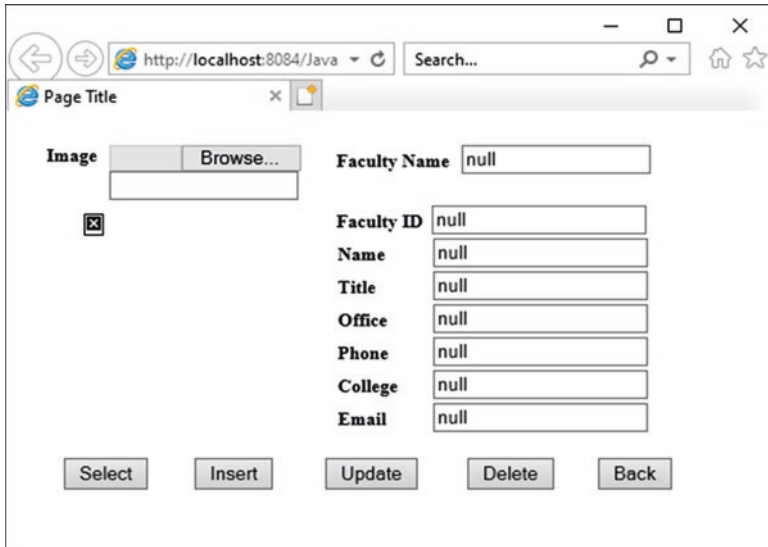 http://localhost:8084/Java
Search...
Page Title
Image
Browse...
Faculty Name
null
Faculty ID
null
Name
null
Title
null
Office
null
Phone
null
College
null
Email
null
Select
Insert
Update
Delete
Back